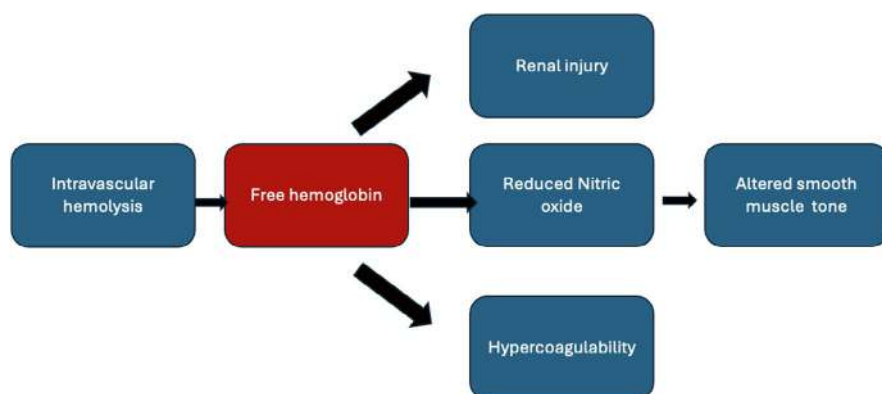 Renal injury
Intravascular
hemolysis
Free hemoglobin
Reduced Nitric
oxide
Altered smooth
muscle tone
Hypercoagulability